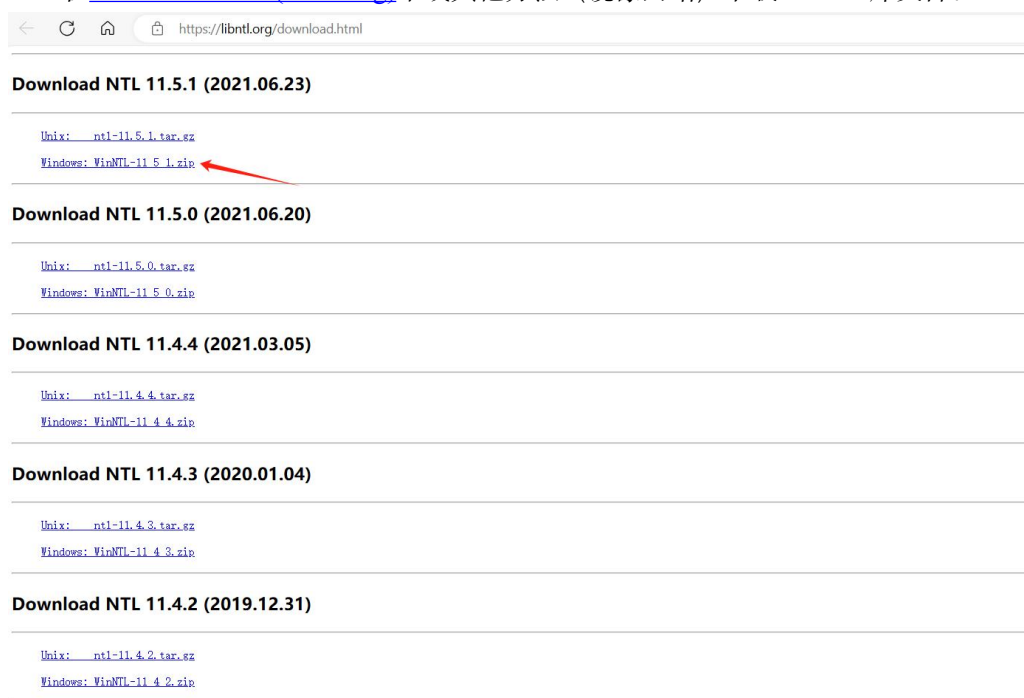 https://libntl.org/download.html
Download NTL 11.5.1 (2021.06.23)
Unix: ntl-11.5.1.tar.gz
Windows: WinNTL-11_5_1.zip
Download NTL 11.5.0 (2021.06.20)
Unix: ntl-11.5.0.tar.gz
Windows: WinNTL-11_5_0.zip
Download NTL 11.4.4 (2021.03.05)
Unix: ntl-11.4.4.tar.gz
Windows: WinNTL-11_4_4.zip
Download NTL 11.4.3 (2020.01.04)
Unix: ntl-11.4.3.tar.gz
Windows: WinNTL-11_4_3.zip
Download NTL 11.4.2 (2019.12.31)
Unix: ntl-11.4.2.tar.gz
Windows: WinNTL-11_4_2.zip